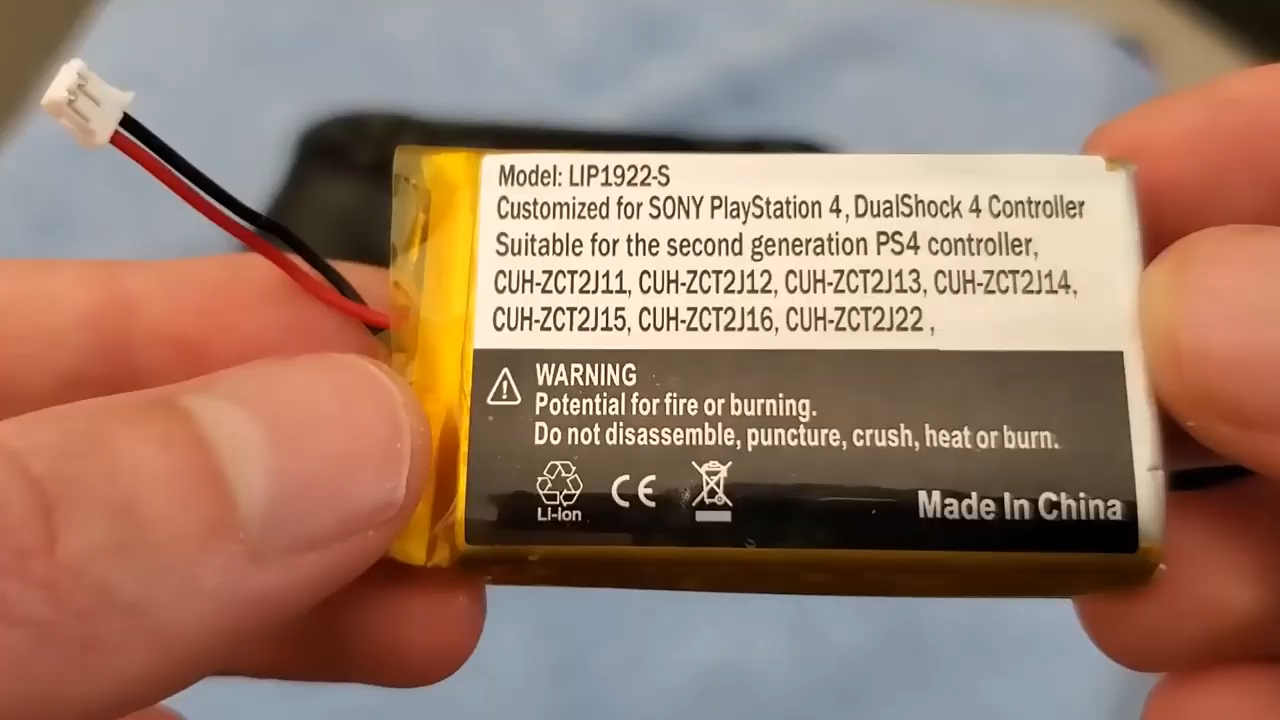 Model: LIP1922-S
Customized for SONY PlayStation 4, DualShock 4 Controller
Suitable for the second generation PS4 controller,
CUH-ZCT2J11, CUH-ZCT2J12, CUH-ZCT2J13, CUH-ZCT2J14,
CUH-ZCT2J15, CUH-ZCT2J16, CUH-ZCT2J22 ,
WARNING
Potential for fire or burning.
Do not disassemble, puncture, crush, heat or burn.
Li-ion
CE
Made In China